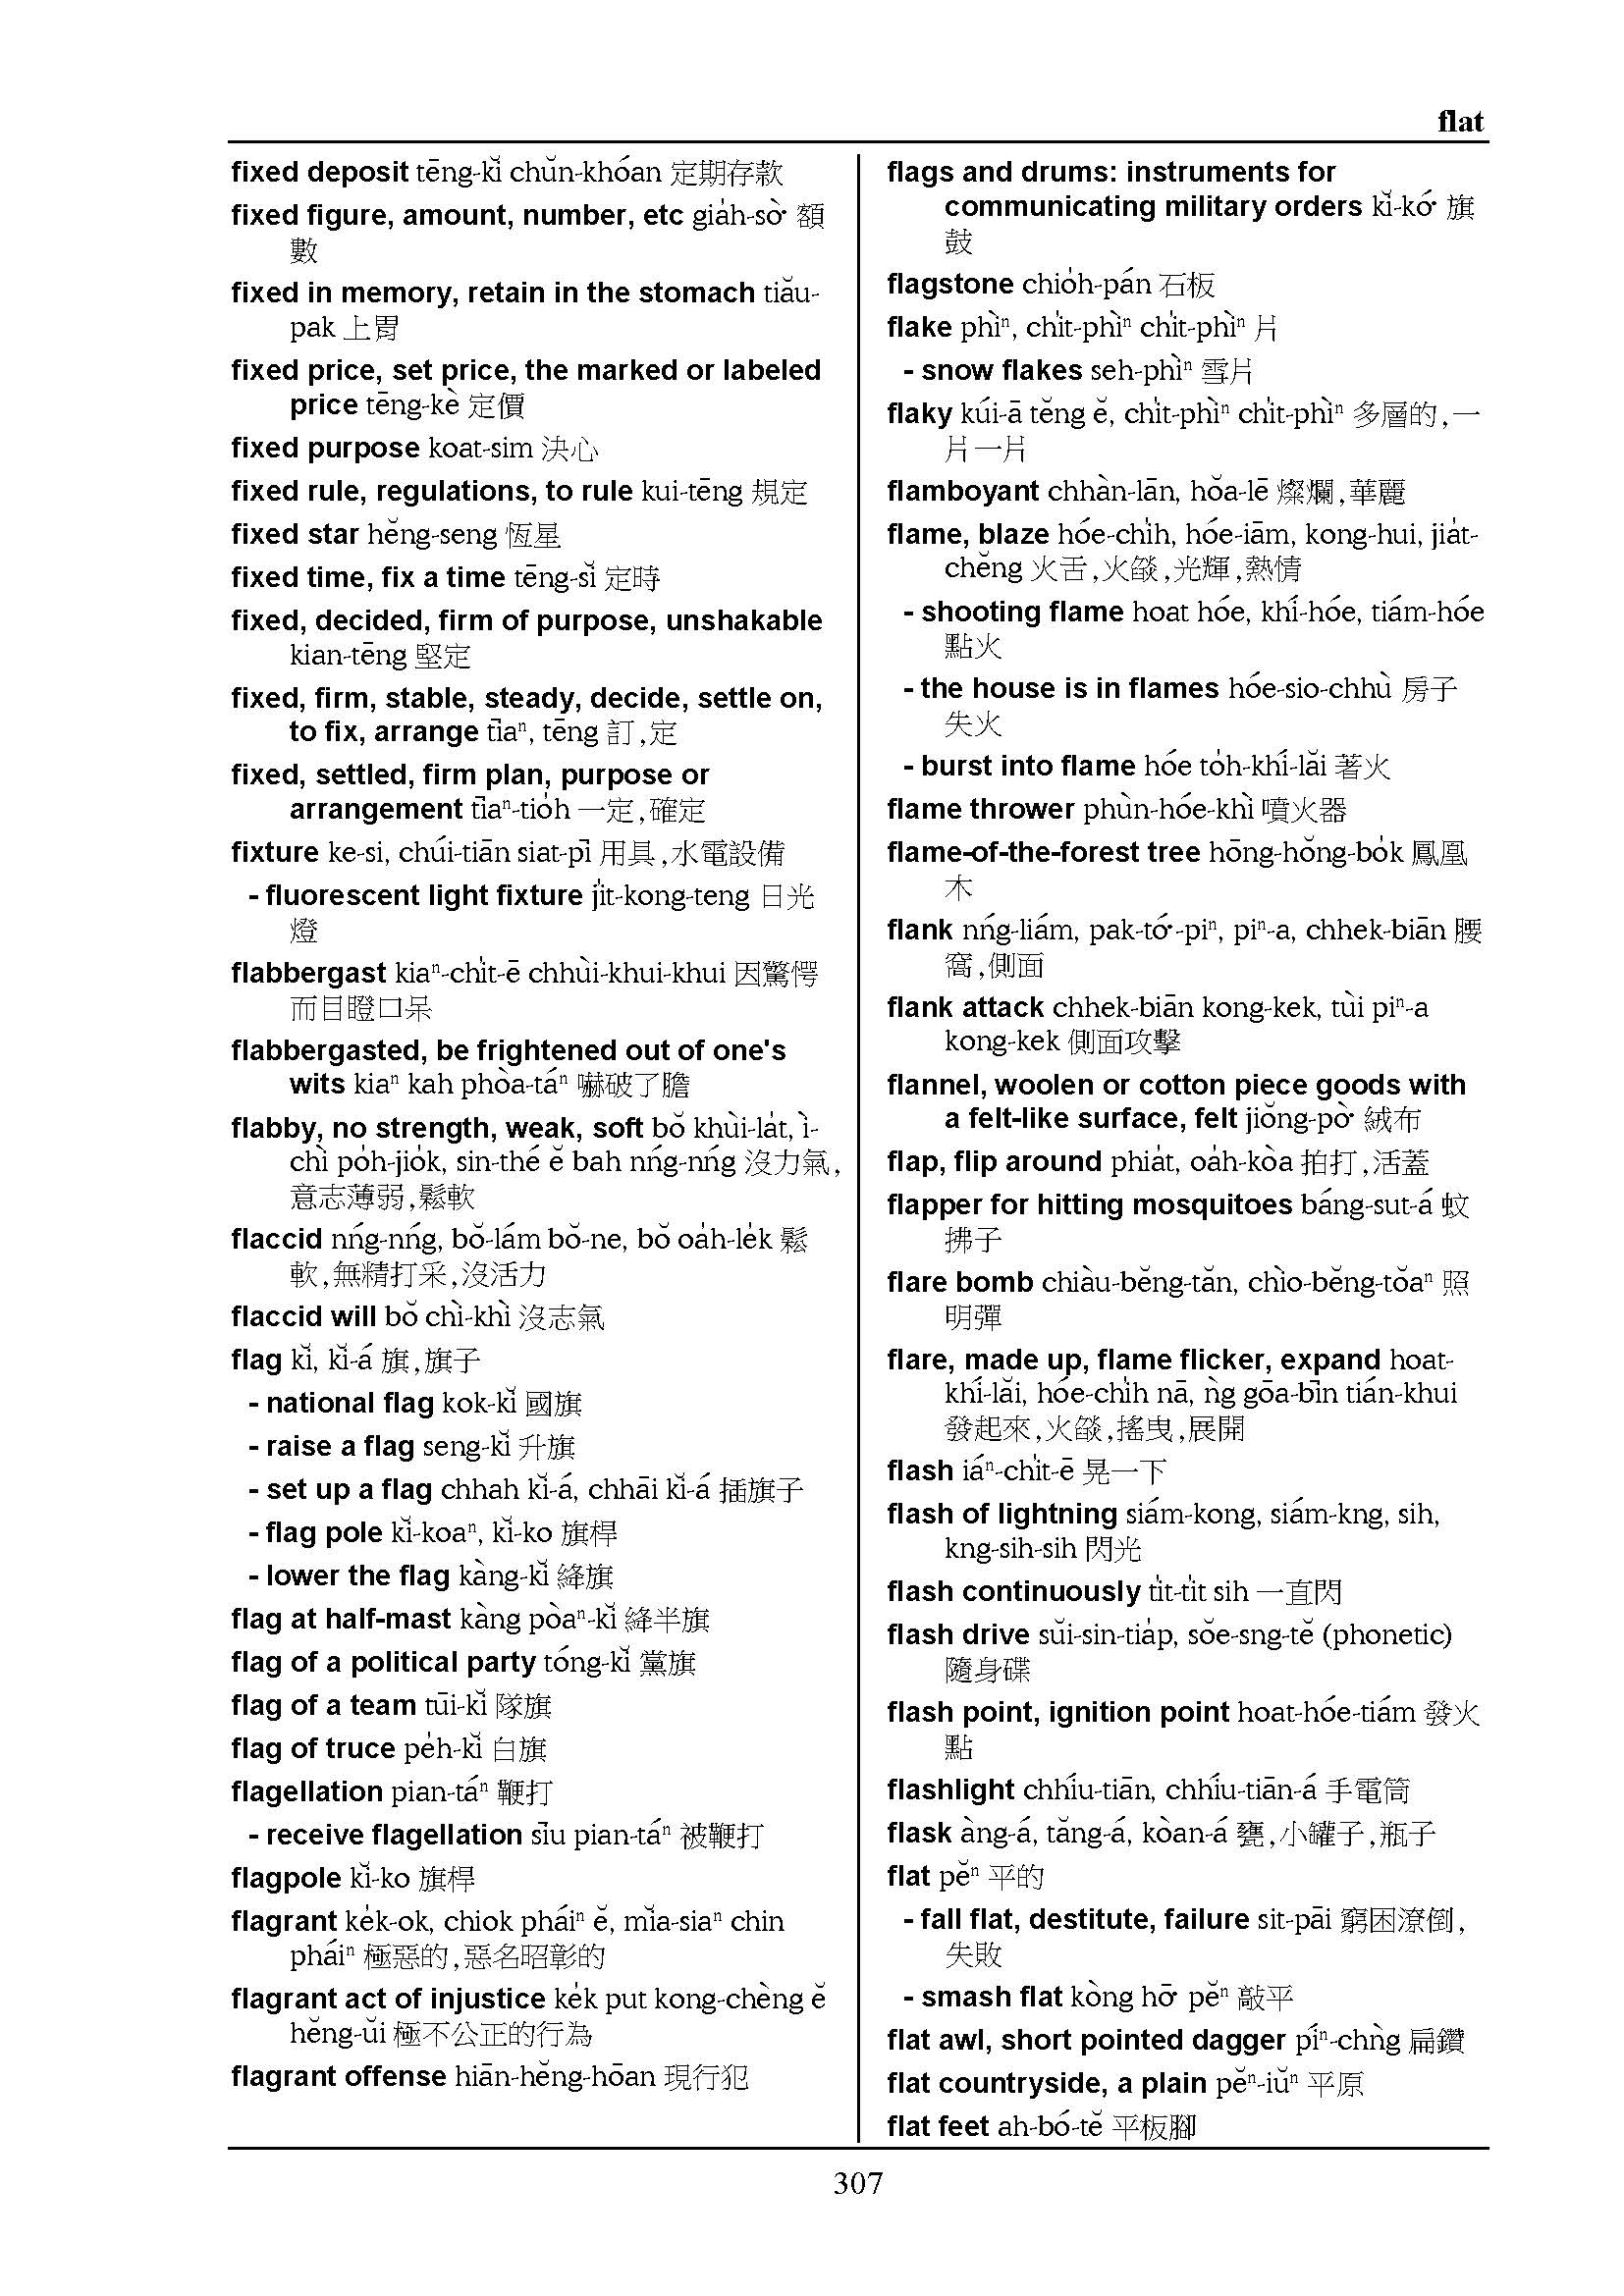 flat
fixed deposit tēng-kĭ chŭn-khóan 定期存款
fixed figure, amount, number, etc gia̍h-sò͘ 額
數
fixed in memory, retain in the stomach tiău-
pak 上胃
fixed price, set price, the marked or labeled
price tēng-kè 定價
fixed purpose koat-sim 決心
fixed rule, regulations, to rule kui-tēng 規定
fixed star hĕng-seng 恆星
fixed time, fix a time tēng-sĭ 定時
fixed, decided, firm of purpose, unshakable
kian-tēng 堅定
fixed, firm, stable, steady, decide, settle on,
to fix, arrange tīaⁿ, tēng 訂,定
fixed, settled, firm plan, purpose or
arrangement tīaⁿ-tio̍h 一定,確定
fixture ke-si, chúi-tiān siat-pī 用具,水電設備
- fluorescent light fixture ji̍t-kong-teng 日光
燈
flabbergast kiaⁿ-chi̍t-ē chhùi-khui-khui 因驚愕
而目瞪口呆
flabbergasted, be frightened out of one's
wits kiaⁿ kah phòa-táⁿ 嚇破了膽
flabby, no strength, weak, soft bŏ khùi-la̍t, ì-
chì po̍h-jio̍k, sin-thé ĕ bah nńg-nńg 沒力氣,
意志薄弱,鬆軟
flaccid nńg-nńg, bŏ-lám bŏ-ne, bŏ oa̍h-le̍k 鬆
軟,無精打采,沒活力
flaccid will bŏ chì-khì 沒志氣
flag kĭ, kĭ-á 旗,旗子
- national flag kok-kĭ 國旗
- raise a flag seng-kĭ 升旗
- set up a flag chhah kĭ-á, chhāi kĭ-á 插旗子
- flag pole kĭ-koaⁿ, kĭ-ko 旗桿
- lower the flag kàng-kĭ 絳旗
flag at half-mast kàng pòaⁿ-kĭ 絳半旗
flag of a political party tóng-kĭ 黨旗
flag of a team tūi-kĭ 隊旗
flag of truce pe̍h-kĭ 白旗
flagellation pian-táⁿ 鞭打
- receive flagellation sīu pian-táⁿ 被鞭打
flagpole kĭ-ko 旗桿
flagrant ke̍k-ok, chiok pháiⁿ ĕ, mĭa-siaⁿ chin
pháiⁿ 極惡的,惡名昭彰的
flagrant act of injustice ke̍k put kong-chèng ĕ
hĕng-ŭi 極不公正的行為
flagrant offense hiān-hĕng-hōan 現行犯
flags and drums: instruments for
communicating military orders kĭ-kó͘ 旗
鼓
flagstone chio̍h-pán 石板
flake phìⁿ, chi̍t-phìⁿ chi̍t-phìⁿ 片
- snow flakes seh-phìⁿ 雪片
flaky kúi-ā tĕng ĕ, chi̍t-phìⁿ chi̍t-phìⁿ 多層的,一
片一片
flamboyant chhàn-lān, hŏa-lē 燦爛,華麗
flame, blaze hóe-chi̍h, hóe-iām, kong-hui, jia̍t-
chĕng 火舌,火燄,光輝,熱情
- shooting flame hoat hóe, khí-hóe, tiám-hóe
點火
- the house is in flames hóe-sio-chhù 房子
失火
- burst into flame hóe to̍h-khí-lăi 著火
flame thrower phùn-hóe-khì 噴火器
flame-of-the-forest tree hōng-hŏng-bo̍k 鳳凰
木
flank nńg-liám, pak-tó͘-piⁿ, piⁿ-a, chhek-biān 腰
窩,側面
flank attack chhek-biān kong-kek, tùi piⁿ-a
kong-kek 側面攻擊
flannel, woolen or cotton piece goods with
a felt-like surface, felt jiŏng-pò͘ 絨布
flap, flip around phia̍t, oa̍h-kòa 拍打,活蓋
flapper for hitting mosquitoes báng-sut-á 蚊
拂子
flare bomb chiàu-bĕng-tăn, chìo-bĕng-tŏaⁿ 照
明彈
flare, made up, flame flicker, expand hoat-
khí-lăi, hóe-chi̍h nā, ǹg gōa-bīn tián-khui
發起來,火燄,搖曳,展開
flash iáⁿ-chi̍t-ē 晃一下
flash of lightning siám-kong, siám-kng, sih,
kng-sih-sih 閃光
flash continuously ti̍t-ti̍t sih 一直閃
flash drive sŭi-sin-tia̍p, sŏe-sng-tĕ (phonetic)
隨身碟
flash point, ignition point hoat-hóe-tiám 發火
點
flashlight chhíu-tiān, chhíu-tiān-á 手電筒
flask àng-á, tăng-á, kòan-á 甕,小罐子,瓶子
flat pĕⁿ 平的
- fall flat, destitute, failure sit-pāi 窮困潦倒,
失敗
- smash flat kòng hō͘ pĕⁿ 敲平
flat awl, short pointed dagger píⁿ-chǹg 扁鑽
flat countryside, a plain pĕⁿ-iŭⁿ 平原
flat feet ah-bó-tĕ 平板腳
307